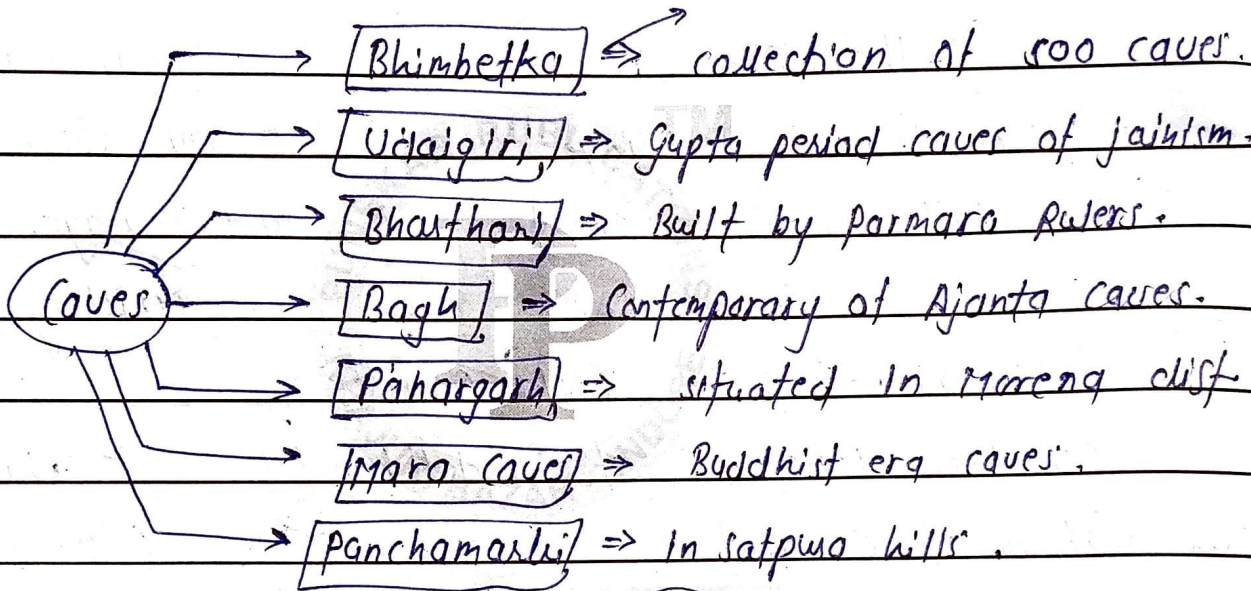 Bhimbetka ⇒ collection of 500 caves.
Udaigiri ⇒ Gupta period caves of jainism.
Bharthari ⇒ Built by Parmara Rulers.
Caves
Bagh ⇒ Contemporary of Ajanta caves.
Pahargarh ⇒ situated in Morena dist
Mara Caves ⇒ Buddhist era caves.
Panchamarhi ⇒ In satpura hills.